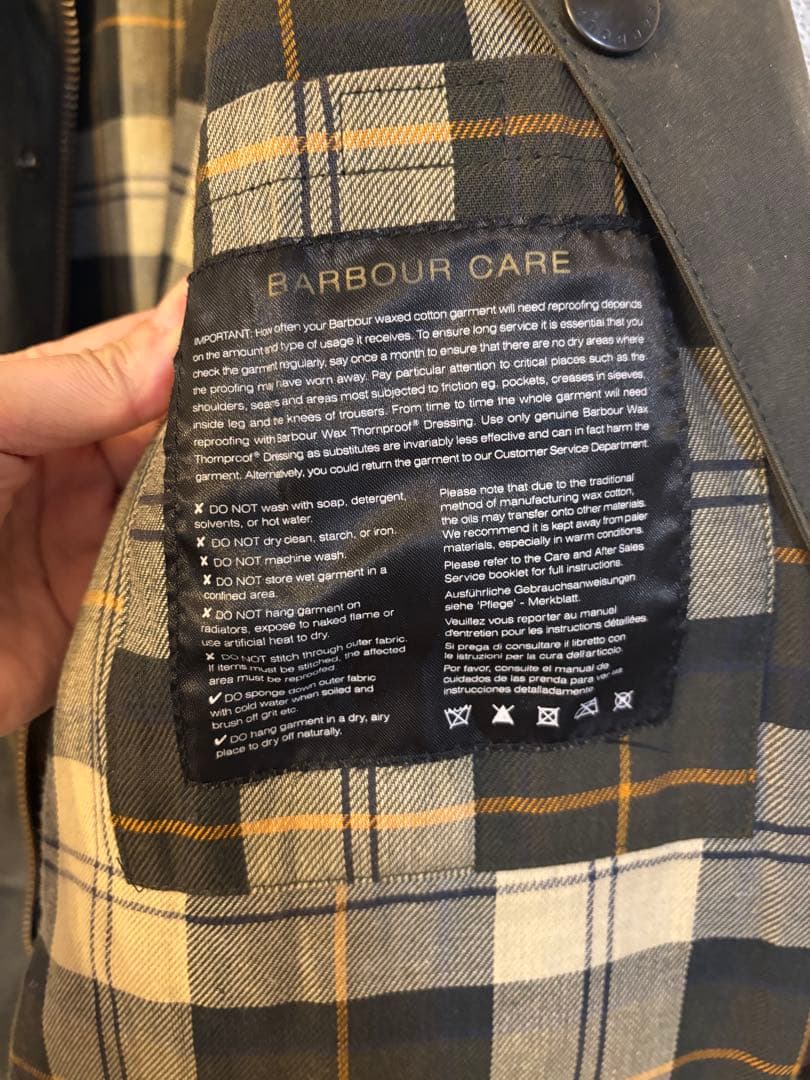 BARBOUR CARE
IMPORTANT: How often your Barbour waxed cotton garment will need reproofing depends
on the amount and type of usage it receives. To ensure long service it is essential that you
check the garment regularly, say once a month to ensure that there are no dry areas where
the proofing may have worn away. Pay particular attention to critical places such as the
shoulders, seams and areas most subjected to friction eg. pockets, creases in sleeves,
inside leg and the knees of trousers. From time to time the whole garment will need
reproofing with Barbour Wax Thornproof® Dressing. Use only genuine Barbour Wax
Thornproof® Dressing as substitutes are invariably less effective and can in fact harm the
garment. Alternatively, you could return the garment to our Customer Service Department.
✘ DO NOT wash with soap, detergent,
solvents, or hot water.
✘ DO NOT dry clean, starch, or iron.
✘ DO NOT machine wash.
✘ DO NOT store wet garment in a
confined area.
✘ DO NOT hang garment on
radiators, expose to naked flame or
use artificial heat to dry.
✘ DO NOT stitch through outer fabric.
If items must be stitched, the affected
area must be reproofed.
✔ DO sponge down outer fabric
with cold water when soiled and
brush off grit etc.
✔ DO hang garment in a dry, airy
place to dry off naturally.
Please note that due to the traditional
method of manufacturing wax cotton,
the oils may transfer onto other materials.
We recommend it is kept away from paler
materials, especially in warm conditions.
Please refer to the Care and After Sales
Service booklet for full instructions.
Ausführliche Gebrauchsanweisungen
siehe 'Pflege' - Merkblatt.
Veuillez vous reporter au manuel
d'entretien pour les instructions détaillées.
Si prega di consultare il libretto con
le istruzioni per la cura dell'articolo.
Por favor, consulte el manual de
cuidados de las prenda para ver las
instrucciones detalladamente